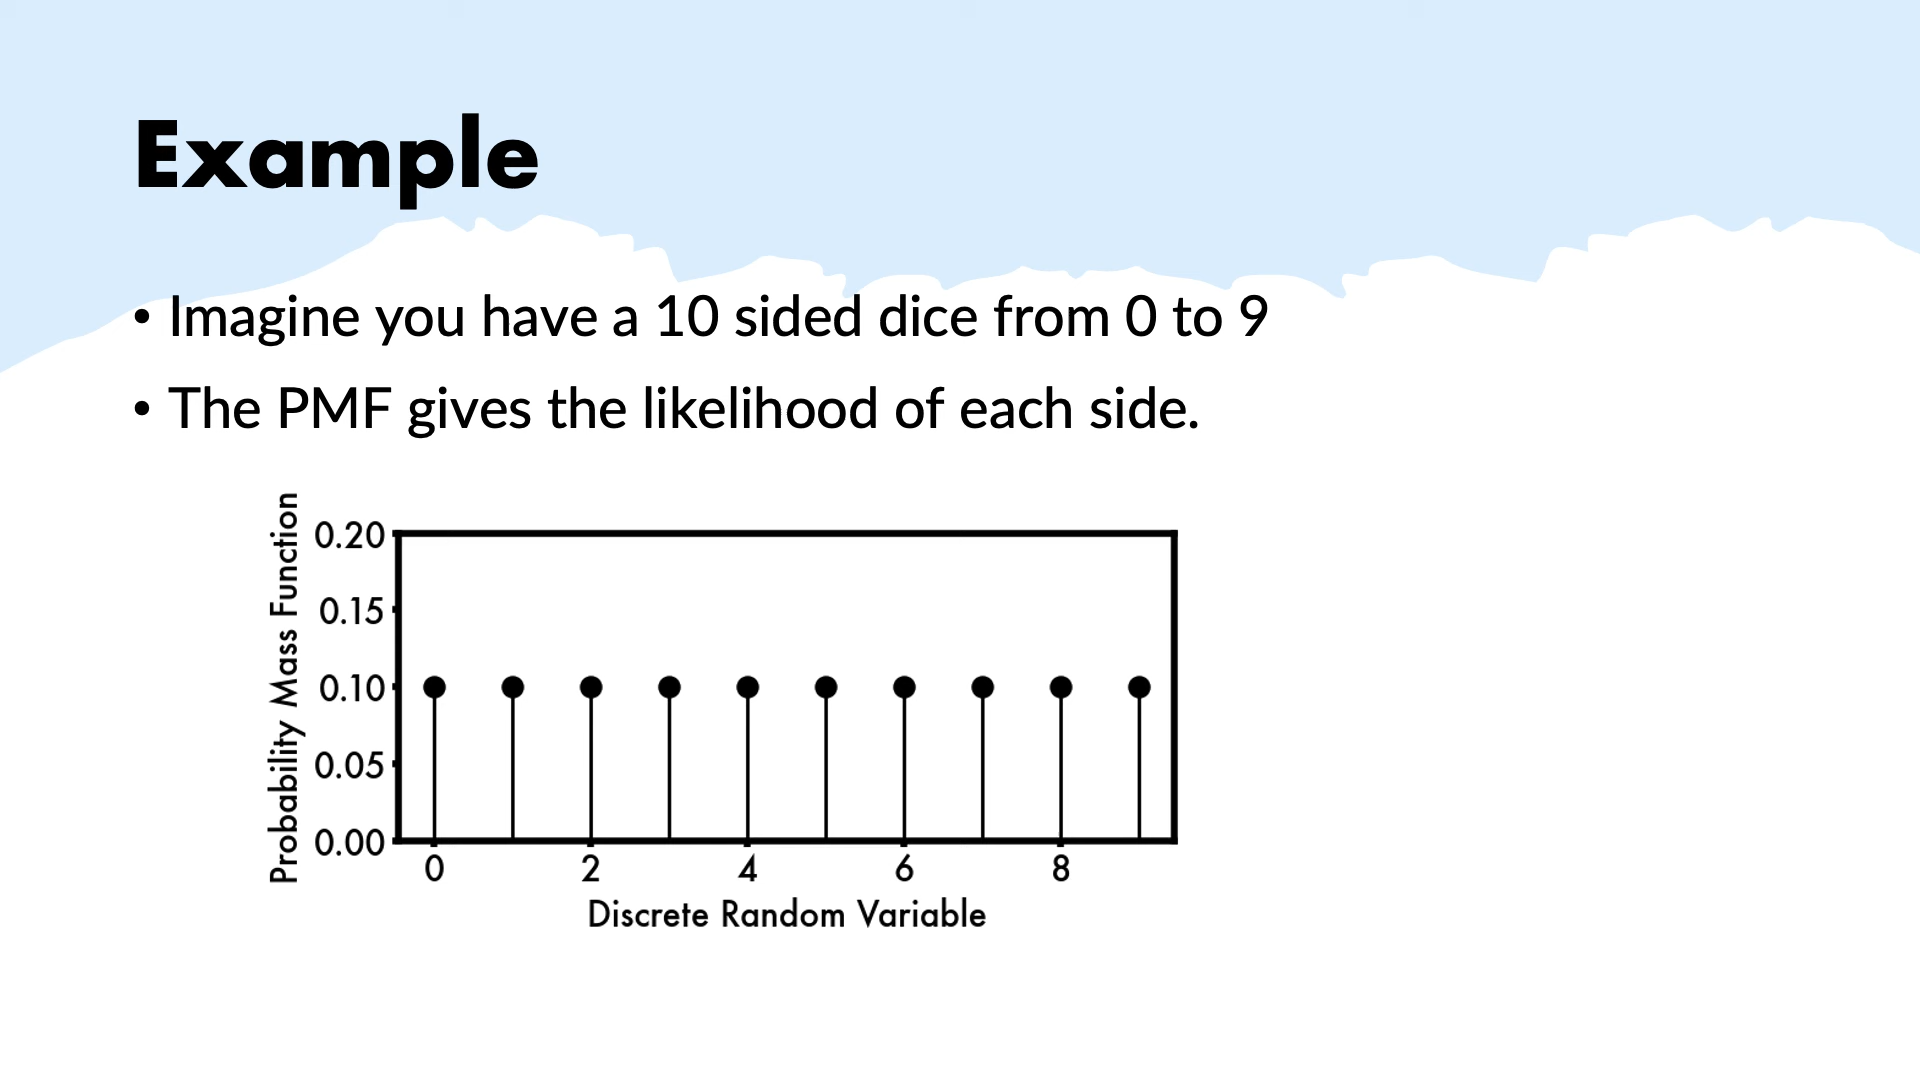 Example
• Imagine you have a 10 sided dice from 0 to 9
• The PMF gives the likelihood of each side.
Probability Mass Function
0.20
0.15
0.10
0.05
0.00
0 2 4 6 8
Discrete Random Variable